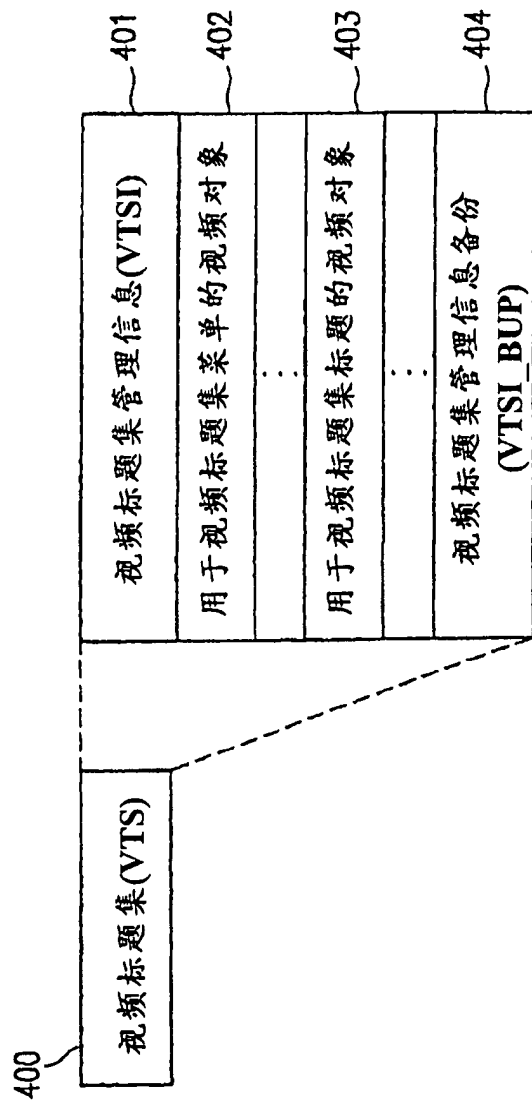 400
视频标题集(VTS)
视频标题集管理信息(VTSI)
401
用于视频标题集菜单的视频对象
402
...
用于视频标题集标题的视频对象
403
...
视频标题集管理信息备份
(VTSI_BUP)
404